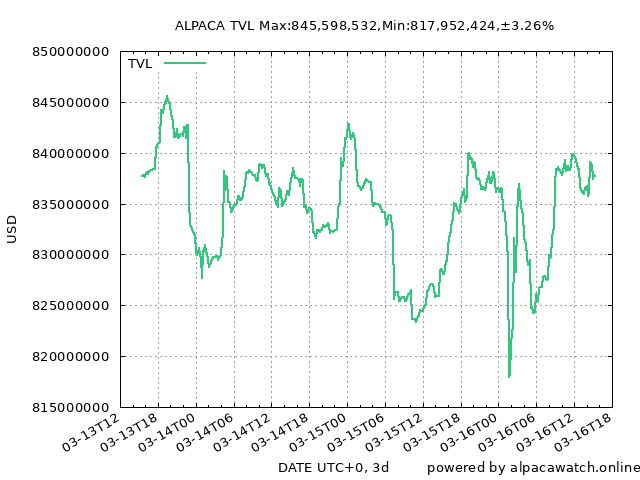 ALPACA TVL Max:845,598,532,Min:817,952,424,±3.26%
TVL
850000000
845000000
840000000
835000000
830000000
825000000
820000000
815000000
USD
03-13T12
03-13T18
03-14T00
03-14T06
03-14T12
03-14T18
03-15T00
03-15T06
03-15T12
03-15T18
03-16T00
03-16T06
03-16T12
03-16T18
DATE UTC+0, 3d
powered by alpacawatch.online